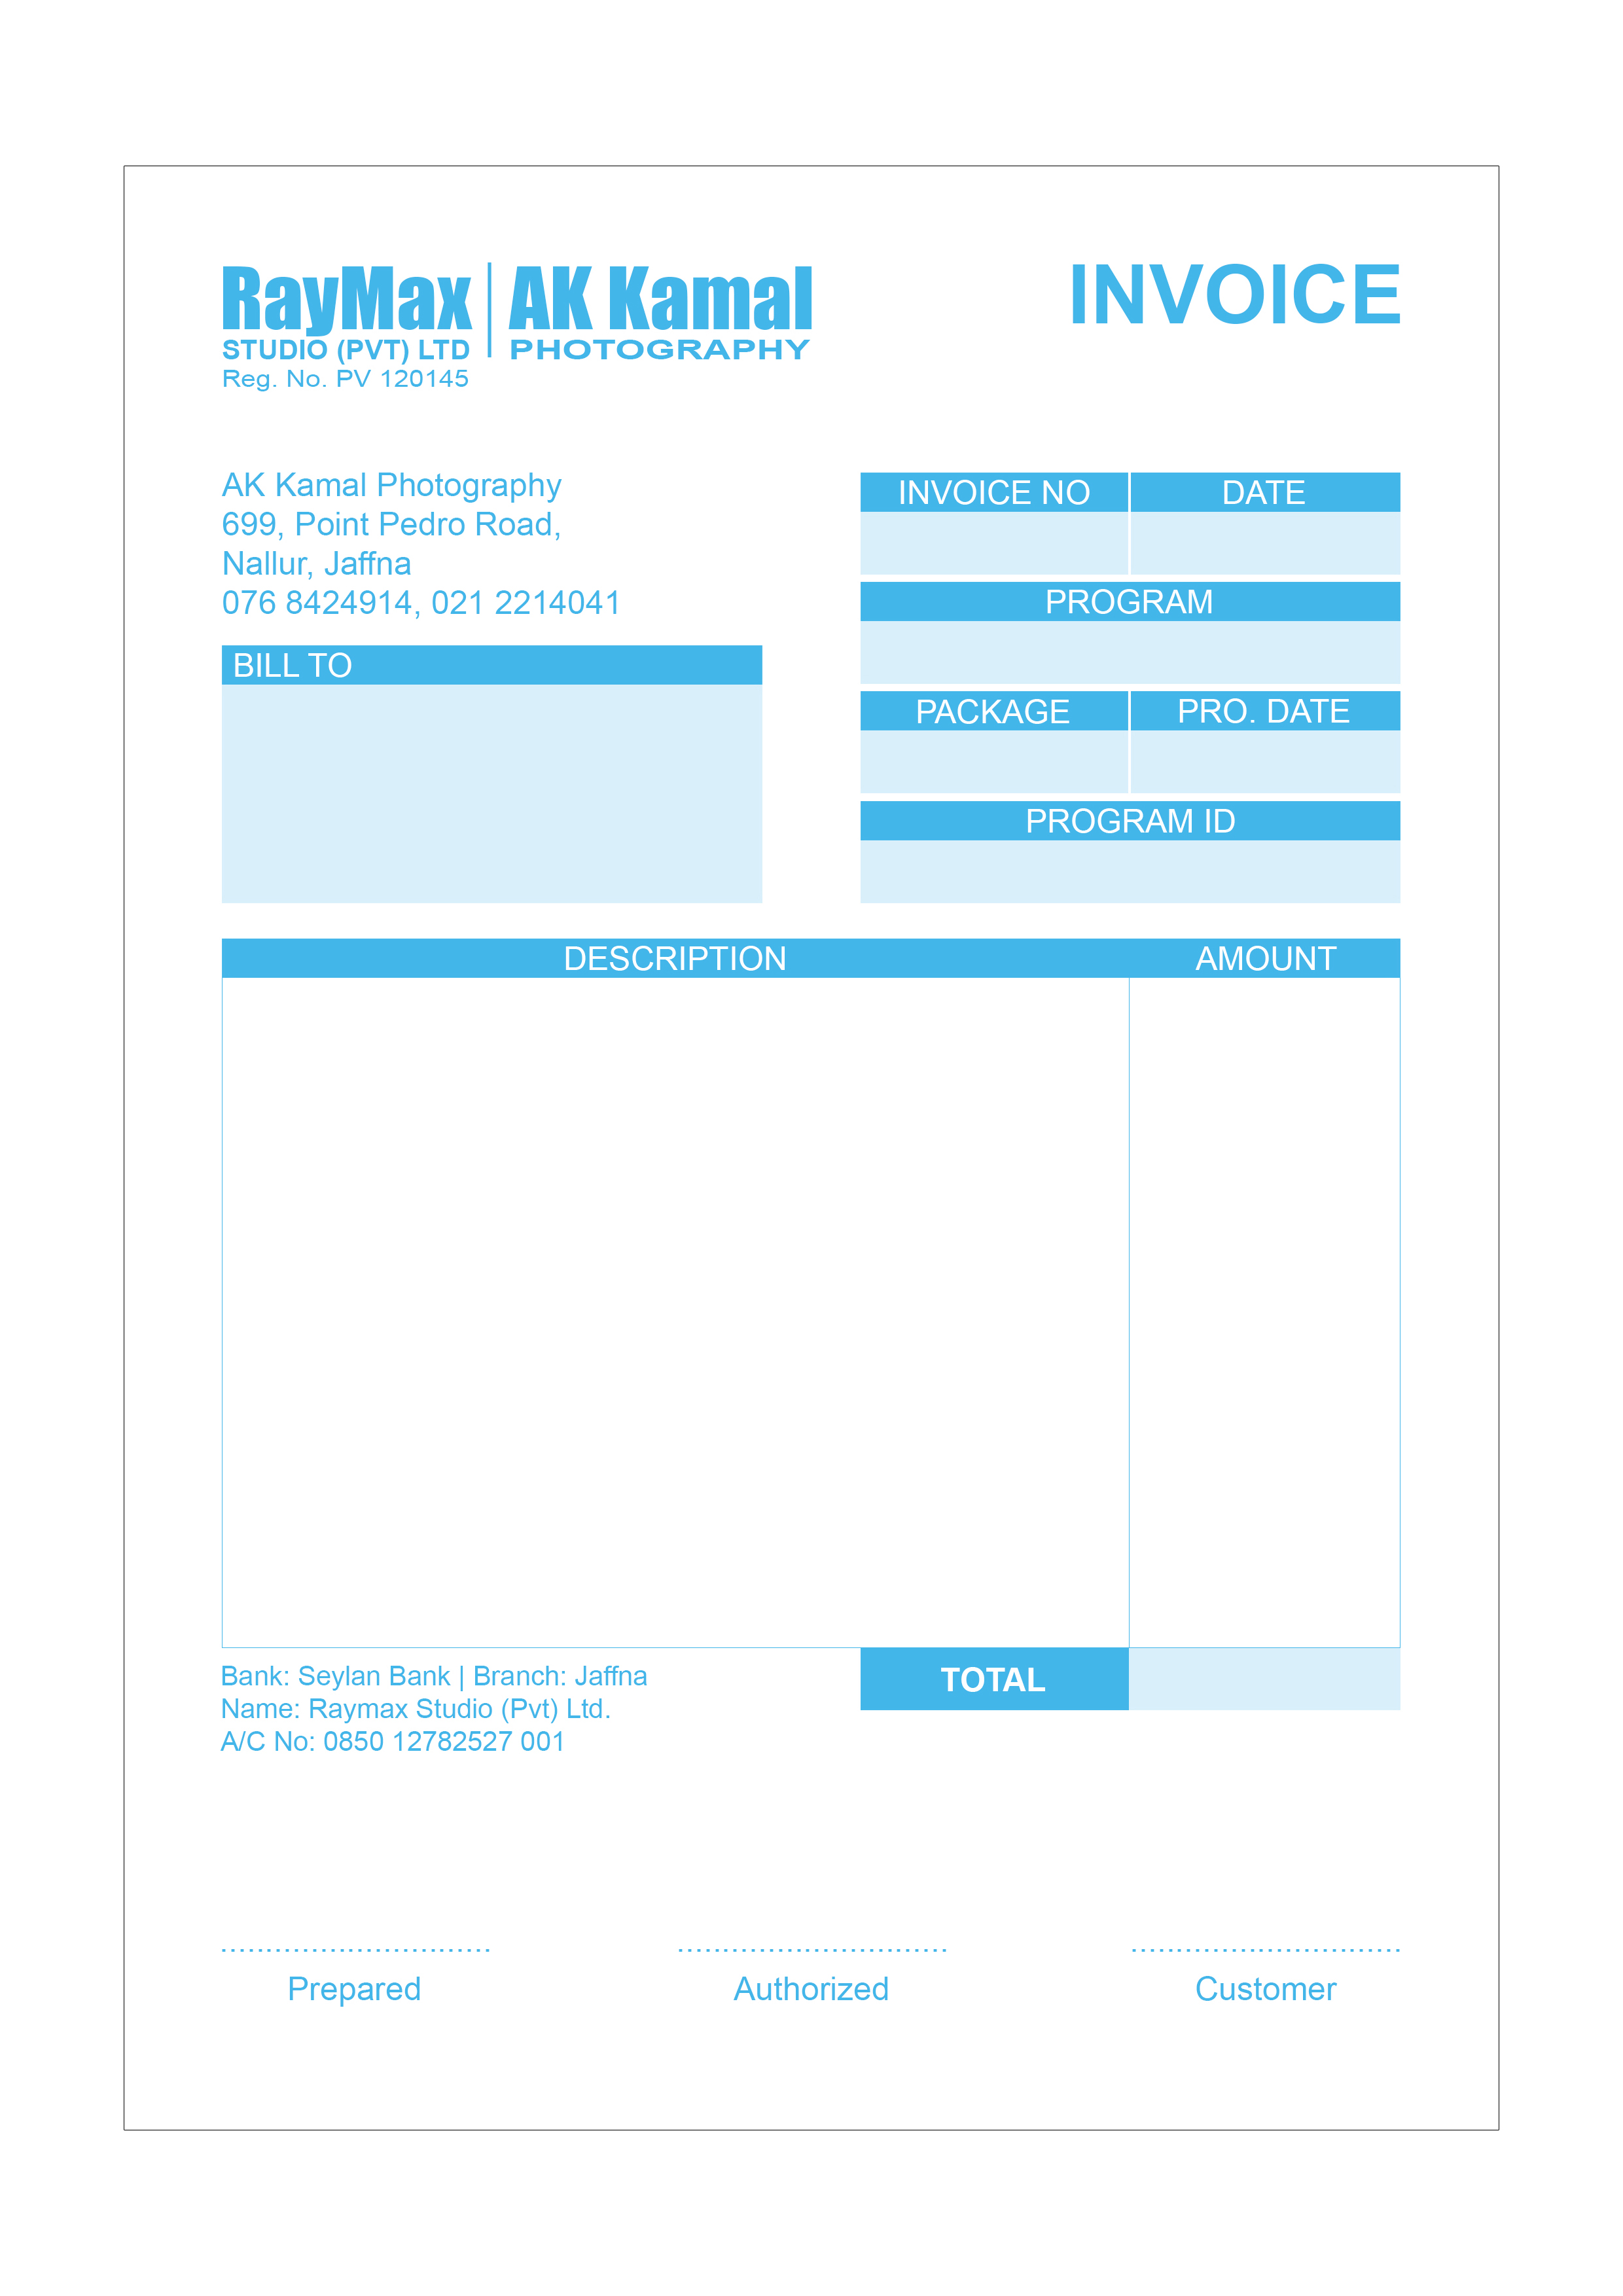 RayMax | AK Kamal
STUDIO (PVT) LTD PHOTOGRAPHY
Reg. No. PV 120145
INVOICE
AK Kamal Photography
699, Point Pedro Road,
Nallur, Jaffna
076 8424914, 021 2214041
BILL TO
INVOICE NO DATE
PROGRAM
PACKAGE PRO. DATE
PROGRAM ID
DESCRIPTION AMOUNT
TOTAL
Bank: Seylan Bank | Branch: Jaffna
Name: Raymax Studio (Pvt) Ltd.
A/C No: 0850 12782527 001
Prepared Authorized Customer